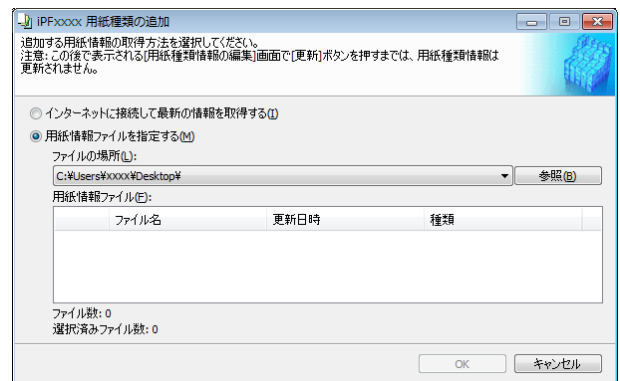 iPFxxxx 用紙種類の追加
追加する用紙情報の取得方法を選択してください。
注意: この後で表示される[用紙種類情報の編集]画面で[更新]ボタンを押すまでは、用紙種類情報は
更新されません。
インターネットに接続して最新の情報を取得する(I)
用紙情報ファイルを指定する(M)
ファイルの場所(L):
C:¥Users¥xxxx¥Desktop¥
参照(B)
用紙情報ファイル(F):
ファイル名 更新日時 種類
ファイル数: 0
選択済みファイル数: 0
OK キャンセル